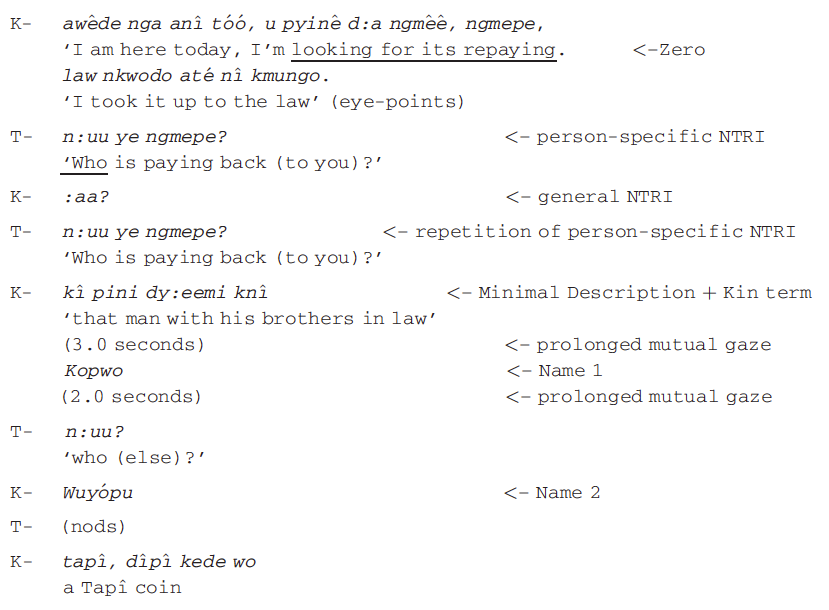 K– awêde nga anî tóó, u pyinê d:a ngmêê, ngmepe,
‘I am here today, I’m looking for its repaying. <–Zero
law nkwodo até nî kmungo.
‘I took it up to the law’ (eye-points)
T– n:uu ye ngmepe? <– person-specific NTRI
‘Who is paying back (to you)?’
K– :aa? <– general NTRI
T– n:uu ye ngmepe? <– repetition of person-specific NTRI
‘Who is paying back (to you)?’
K– kî pini dy:eemi knî <– Minimal Description + Kin term
‘that man with his brothers in law’
(3.0 seconds) <– prolonged mutual gaze
Kopwo <– Name 1
(2.0 seconds) <– prolonged mutual gaze
T– n:uu?
‘who (else)?’
K– Wuyópu <– Name 2
T– (nods)
K– tapî, dîpì kede wo
a Tapî coin